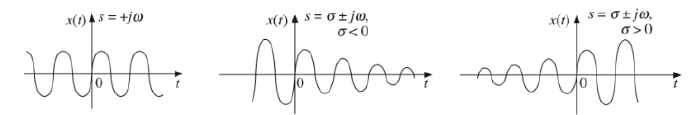 x(t) s = +jω
0 t
x(t) s = σ ± jω,
σ < 0
0 t
x(t) s = σ ± jω,
σ > 0
0 t